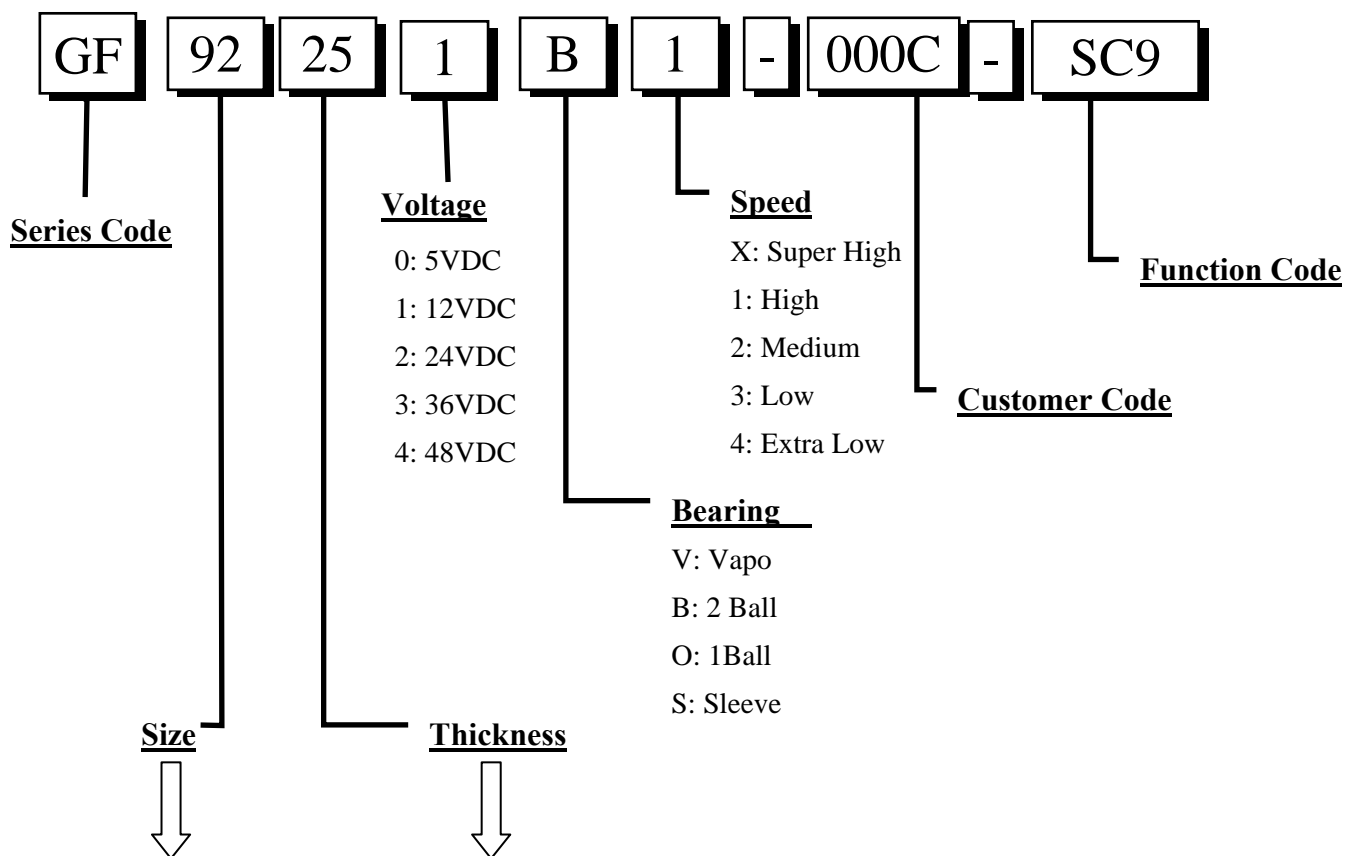 GF 92 25 1 B 1 - 000C - SC9
Series Code
Voltage
0: 5VDC
1: 12VDC
2: 24VDC
3: 36VDC
4: 48VDC
Speed
X: Super High
1: High
2: Medium
3: Low
4: Extra Low
Function Code
Customer Code
Bearing
V: Vapo
B: 2 Ball
O: 1Ball
S: Sleeve
Size
Thickness